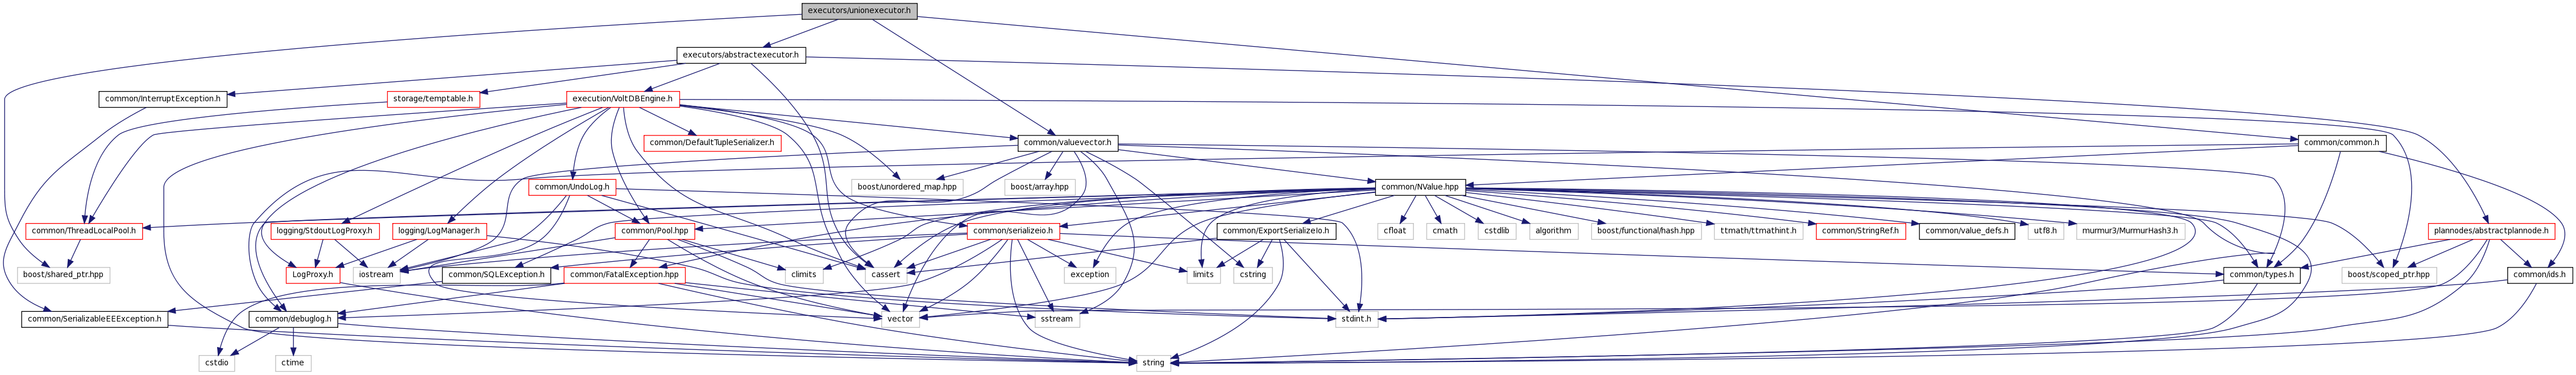 executors/unionexecutor.h
executors/abstractexecutor.h
common/InterruptException.h
storage/temptable.h
execution/VoltDBEngine.h
common/DefaultTupleSerializer.h
common/valuevector.h
common/common.h
common/UndoLog.h
boost/unordered_map.hpp
boost/array.hpp
common/NValue.hpp
common/ThreadLocalPool.h
logging/StdoutLogProxy.h
logging/LogManager.h
common/Pool.hpp
common/serializeio.h
common/ExportSerializeIo.h
cfloat
cmath
cstdlib
algorithm
boost/functional/hash.hpp
ttmath/ttmathint.h
common/StringRef.h
common/value_defs.h
utf8.h
murmur3/MurmurHash3.h
plannodes/abstractplannode.h
boost/shared_ptr.hpp
LogProxy.h
iostream
common/SQLException.h
common/FatalException.hpp
climits
cassert
exception
limits
cstring
common/types.h
boost/scoped_ptr.hpp
common/ids.h
common/SerializableEEException.h
common/debuglog.h
vector
sstream
stdint.h
cstdio
ctime
string